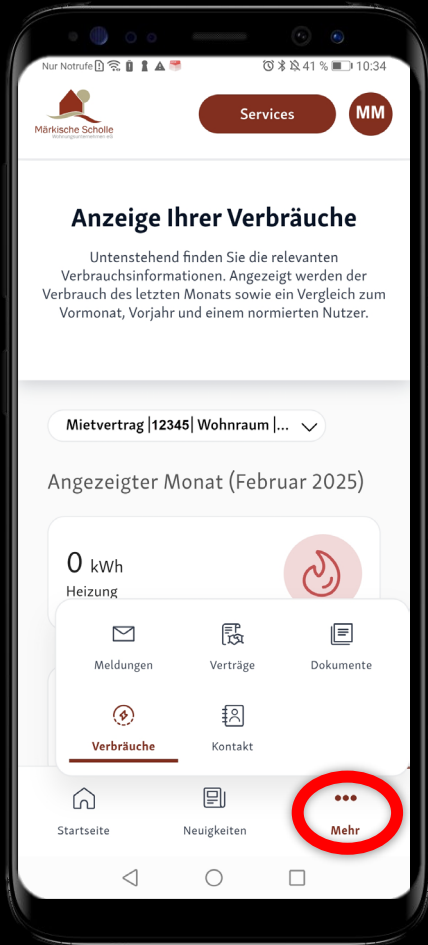 Nur Notrufe 41 % 10:34
Märkische Scholle
Wohnungsunternehmen eG
Services
MM
Anzeige Ihrer Verbräuche
Untenstehend finden Sie die relevanten
Verbrauchsinformationen. Angezeigt werden der
Verbrauch des letzten Monats sowie ein Vergleich zum
Vormonat, Vorjahr und einem normierten Nutzer.
Mietvertrag |12345| Wohnraum |...
Angezeigter Monat (Februar 2025)
0 kWh
Heizung
Meldungen
Verträge
Dokumente
Verbräuche
Kontakt
Startseite
Neuigkeiten
Mehr